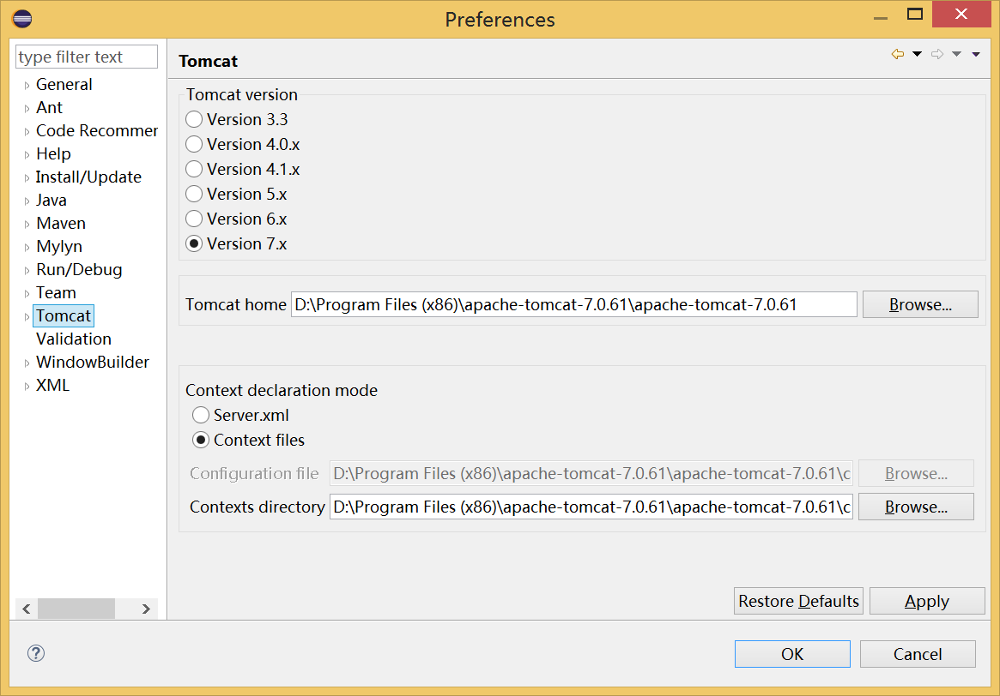 Preferences
type filter text
General
Ant
Code Recommer
Help
Install/Update
Java
Maven
Mylyn
Run/Debug
Team
Tomcat
Validation
WindowBuilder
XML
Tomcat
Tomcat version
Version 3.3
Version 4.0.x
Version 4.1.x
Version 5.x
Version 6.x
Version 7.x
Tomcat home D:\Program Files (x86)\apache-tomcat-7.0.61\apache-tomcat-7.0.61 Browse...
Context declaration mode
Server.xml
Context files
Configuration file D:\Program Files (x86)\apache-tomcat-7.0.61\apache-tomcat-7.0.61\c Browse...
Contexts directory D:\Program Files (x86)\apache-tomcat-7.0.61\apache-tomcat-7.0.61\c Browse...
Restore Defaults Apply
? OK Cancel